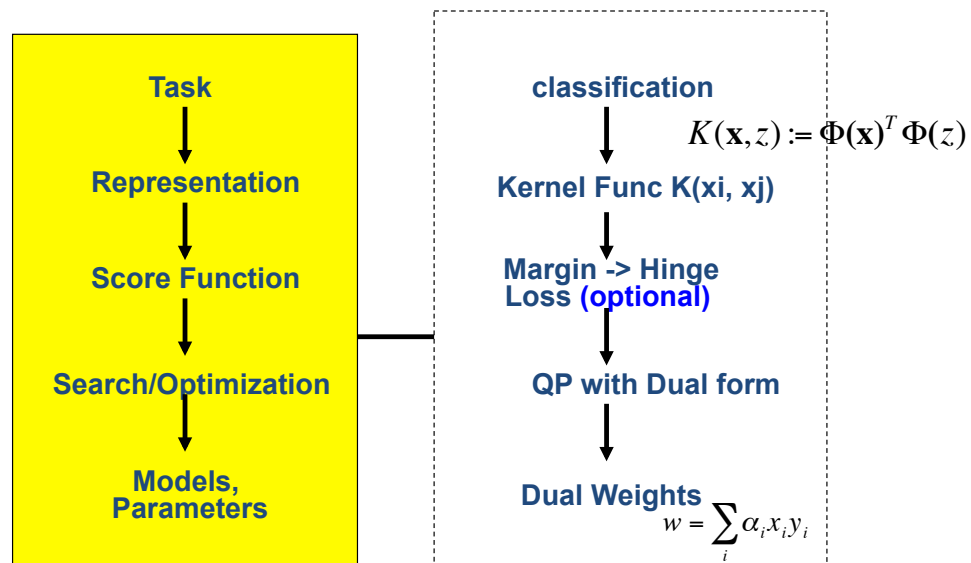 Task
Representation
Score Function
Search/Optimization
Models,
Parameters
classification
K(x, z) := Φ(x)^T Φ(z)
Kernel Func K(xi, xj)
Margin -> Hinge
Loss (optional)
QP with Dual form
Dual Weights
w = ∑_i α_i x_i y_i